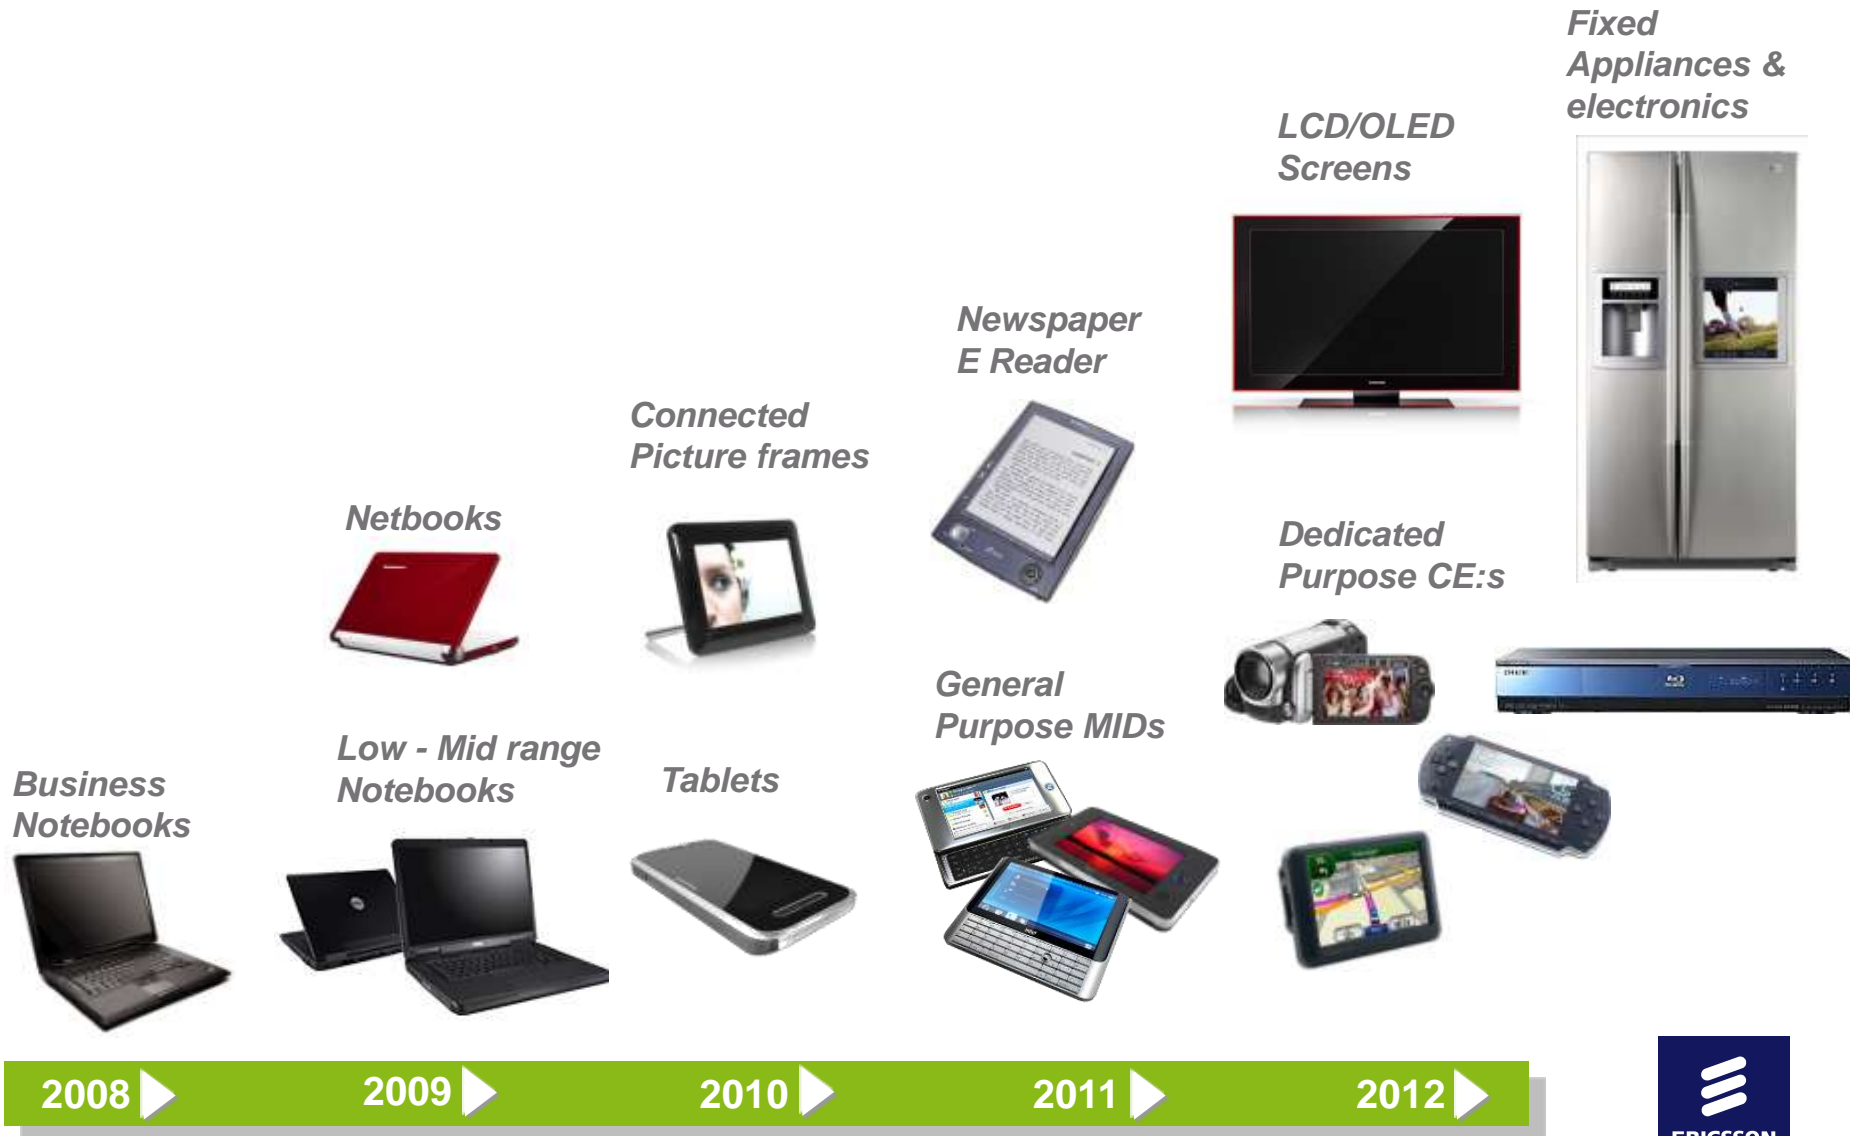 Fixed
Appliances &
electronics
LCD/OLED
Screens
Newspaper
E Reader
Connected
Picture frames
Netbooks
Dedicated
Purpose CE:s
General
Purpose MIDs
Low - Mid range
Notebooks
Tablets
Business
Notebooks
2008
2009
2010
2011
2012
ERICSSON